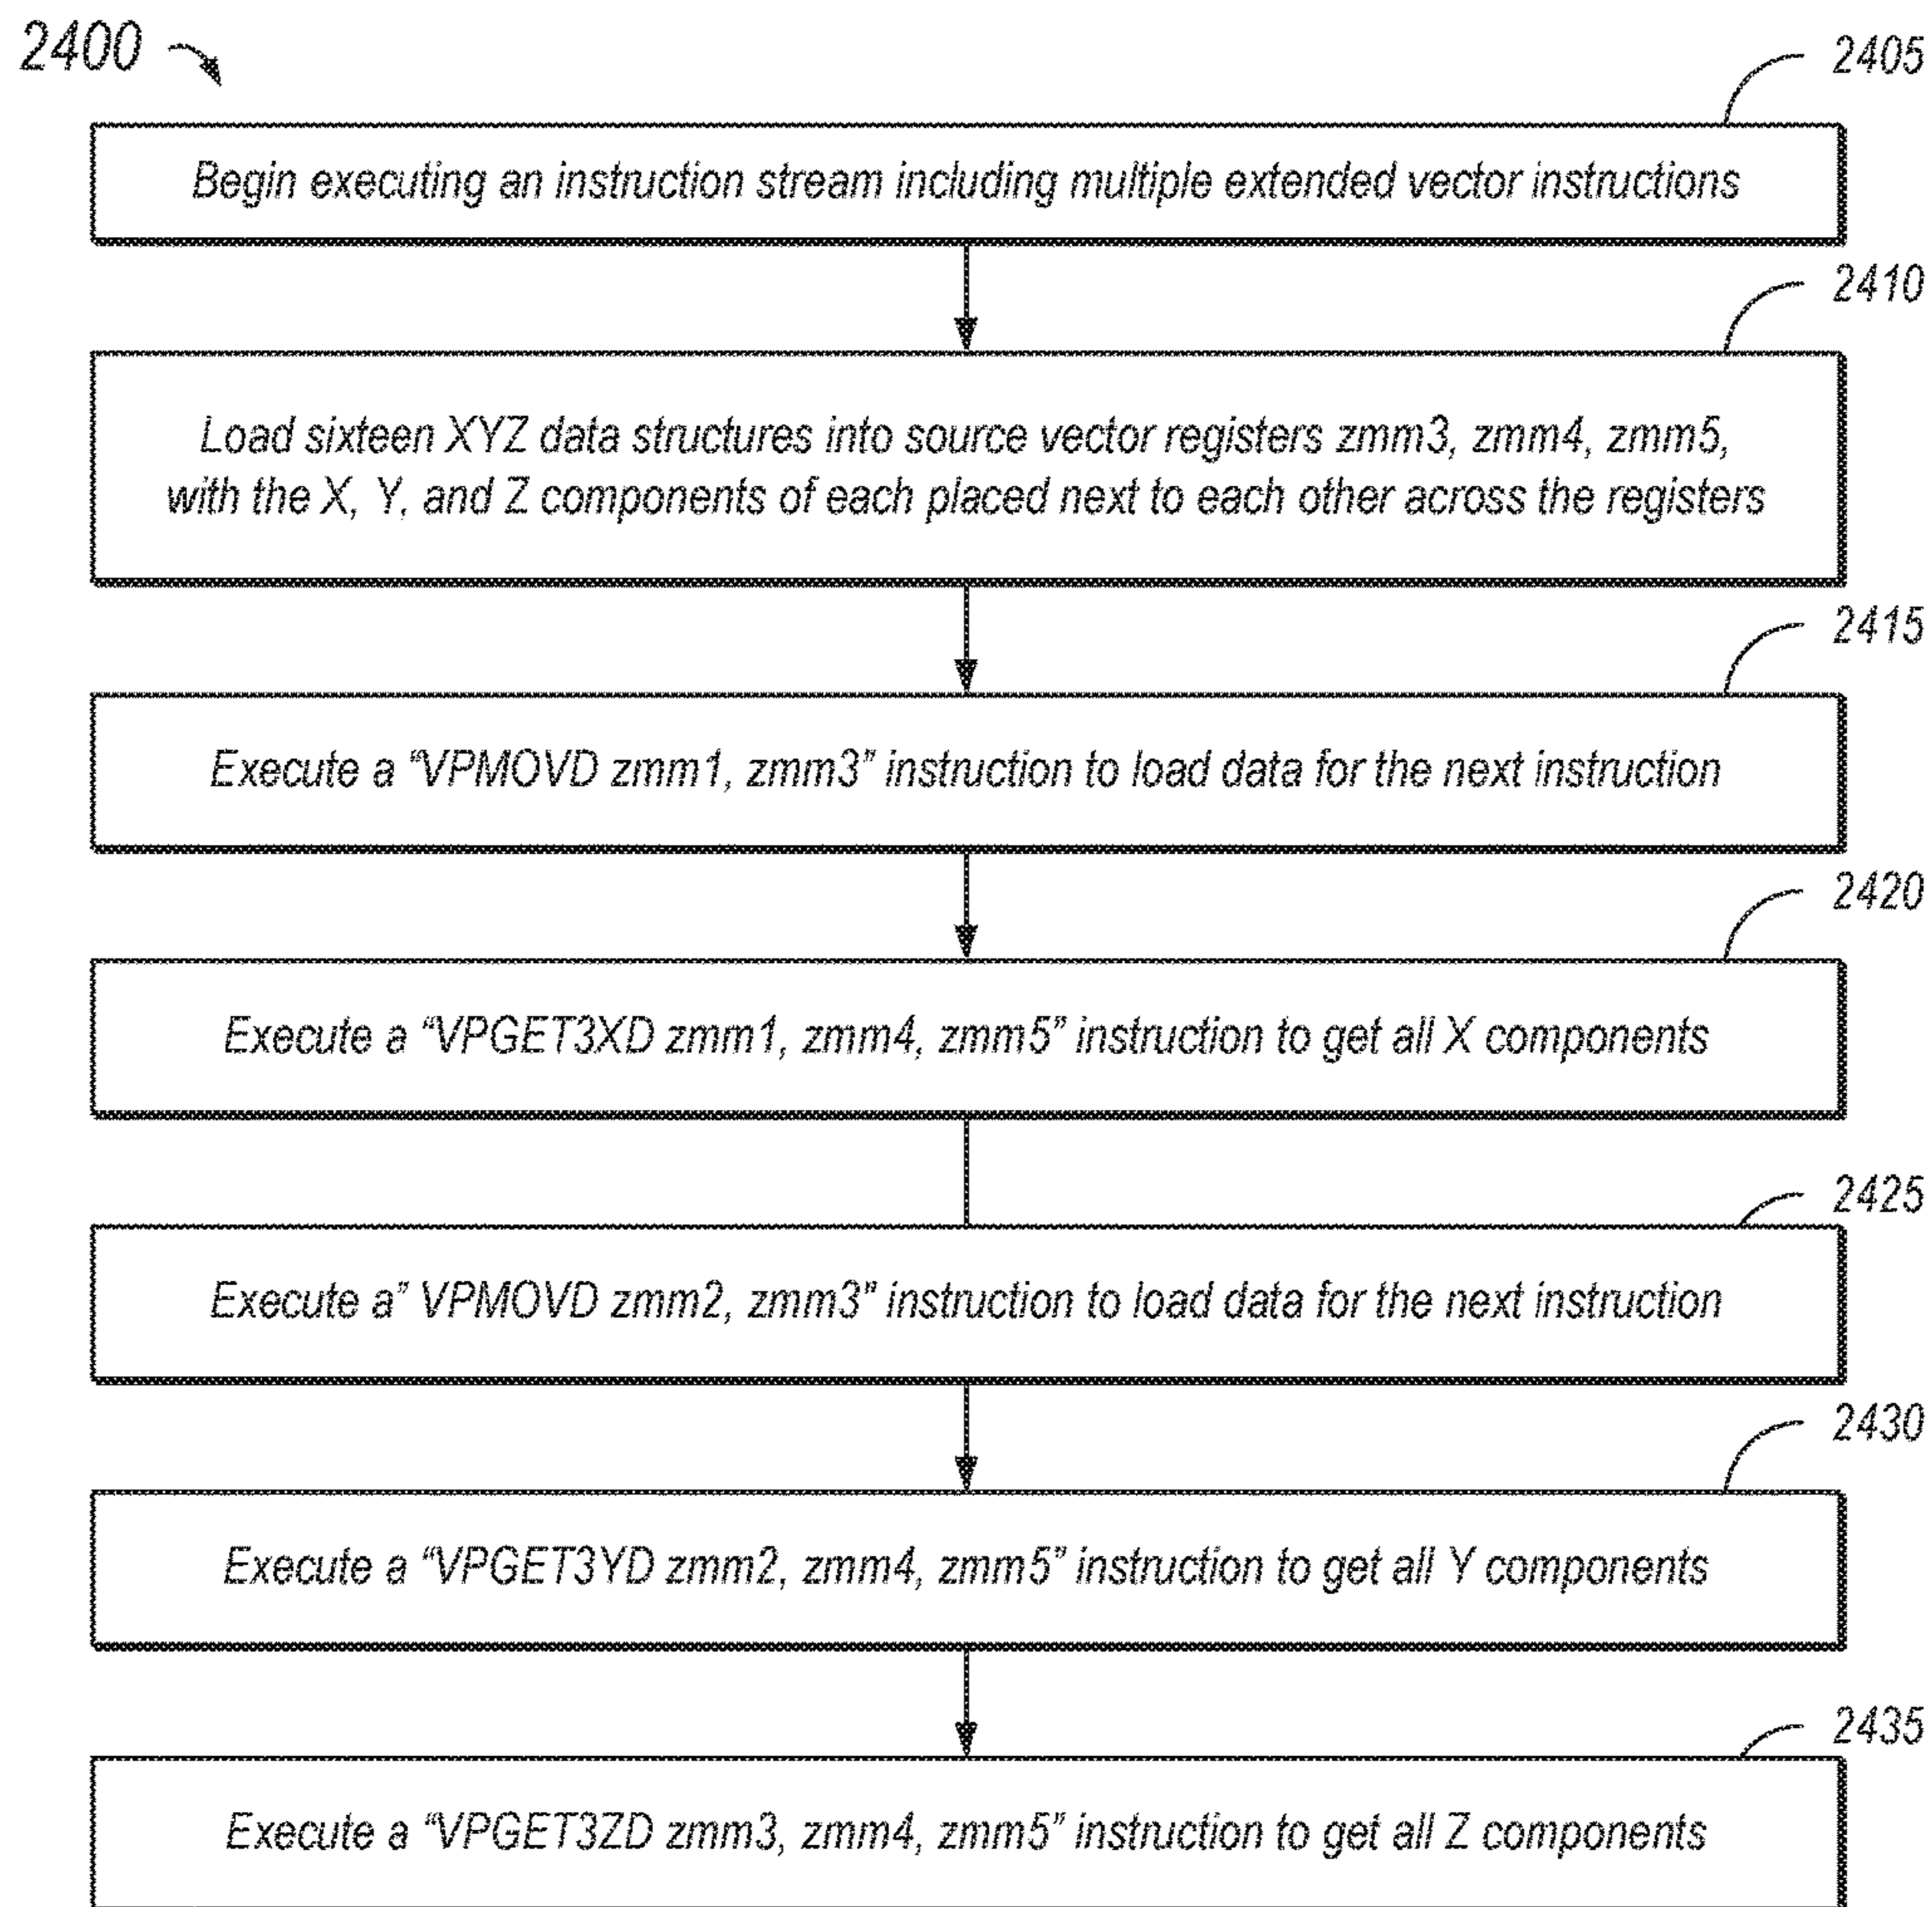 2400
2405
Begin executing an instruction stream including multiple extended vector instructions
2410
Load sixteen XYZ data structures into source vector registers zmm3, zmm4, zmm5,
with the X, Y, and Z components of each placed next to each other across the registers
2415
Execute a "VPMOVD zmm1, zmm3" instruction to load data for the next instruction
2420
Execute a "VPGET3XD zmm1, zmm4, zmm5" instruction to get all X components
2425
Execute a" VPMOVD zmm2, zmm3" instruction to load data for the next instruction
2430
Execute a "VPGET3YD zmm2, zmm4, zmm5" instruction to get all Y components
2435
Execute a "VPGET3ZD zmm3, zmm4, zmm5" instruction to get all Z components